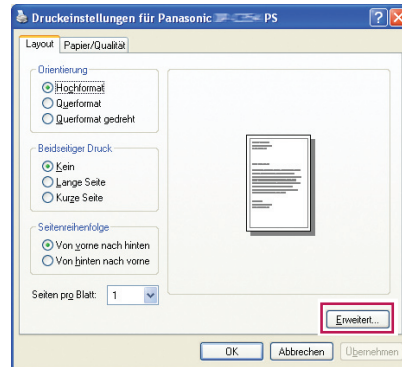 Druckeinstellungen für Panasonic PS
Layout
Papier/Qualität
Orientierung
Hochformat
Querformat
Querformat gedreht
Beidseitiger Druck
Kein
Lange Seite
Kurze Seite
Seitenreihenfolge
Von vorne nach hinten
Von hinten nach vorne
Seiten pro Blatt: 1
Erweitert...
OK
Abbrechen
Übernehmen